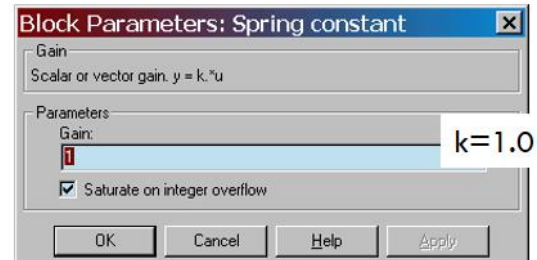 Block Parameters: Spring constant
Gain
Scalar or vector gain. y = k.*u
Parameters
Gain:
1
k=1.0
Saturate on integer overflow
OK Cancel Help Apply